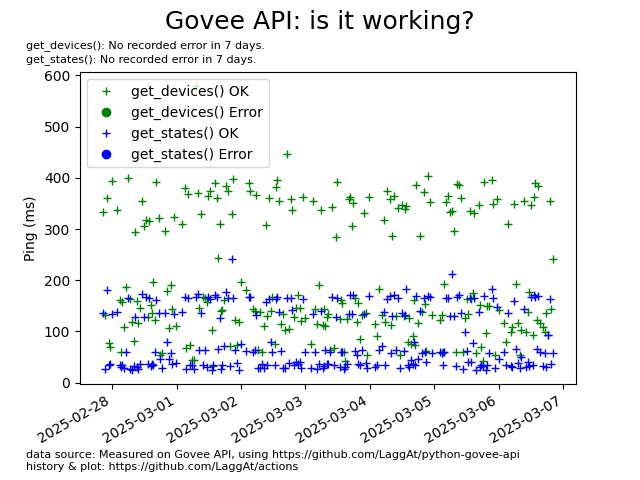 Govee API: is it working?
get_devices(): No recorded error in 7 days.
get_states(): No recorded error in 7 days.
600
500
400
300
200
100
0
Ping (ms)
get_devices() OK
get_devices() Error
get_states() OK
get_states() Error
2025-02-28
2025-03-01
2025-03-02
2025-03-03
2025-03-04
2025-03-05
2025-03-06
2025-03-07
data source: Measured on Govee API, using https://github.com/LaggAt/python-govee-api
history & plot: https://github.com/LaggAt/actions